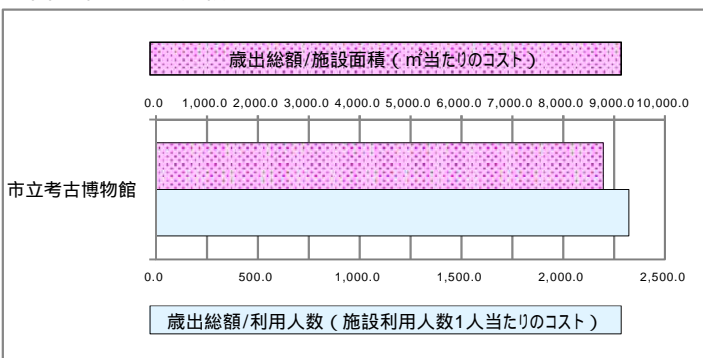 歳出総額/施設面積（㎡当たりのコスト）
0.0 1,000.0 2,000.0 3,000.0 4,000.0 5,000.0 6,000.0 7,000.0 8,000.0 9,000.0 10,000.0
市立考古博物館
0.0 500.0 1,000.0 1,500.0 2,000.0 2,500.0
歳出総額/利用人数（施設利用人数1人当たりのコスト）